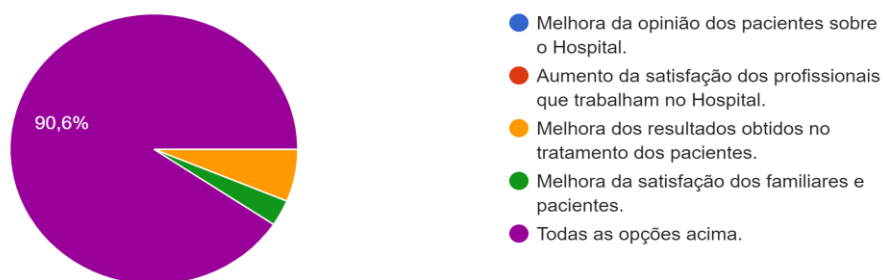 90,6%
Melhora da opinião dos pacientes sobre
o Hospital.
Aumento da satisfação dos profissionais
que trabalham no Hospital.
Melhora dos resultados obtidos no
tratamento dos pacientes.
Melhora da satisfação dos familiares e
pacientes.
Todas as opções acima.